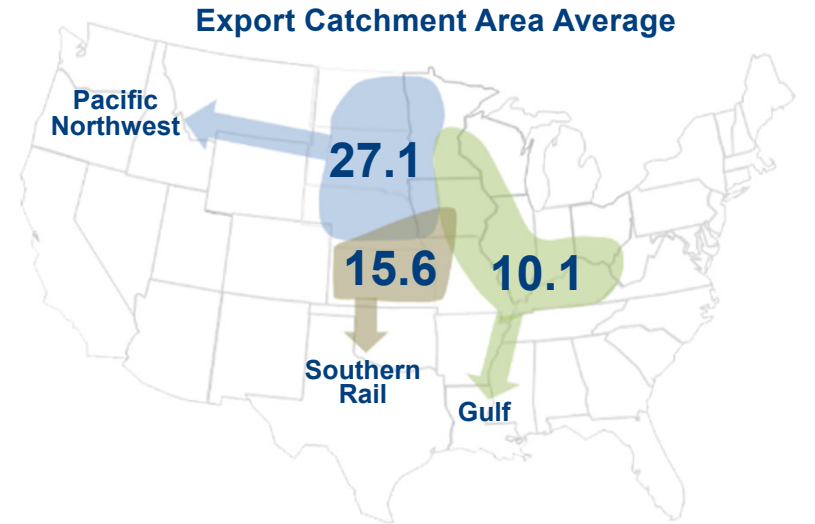 Export Catchment Area Average
Pacific
Northwest
27.1
15.6
10.1
Southern
Rail
Gulf